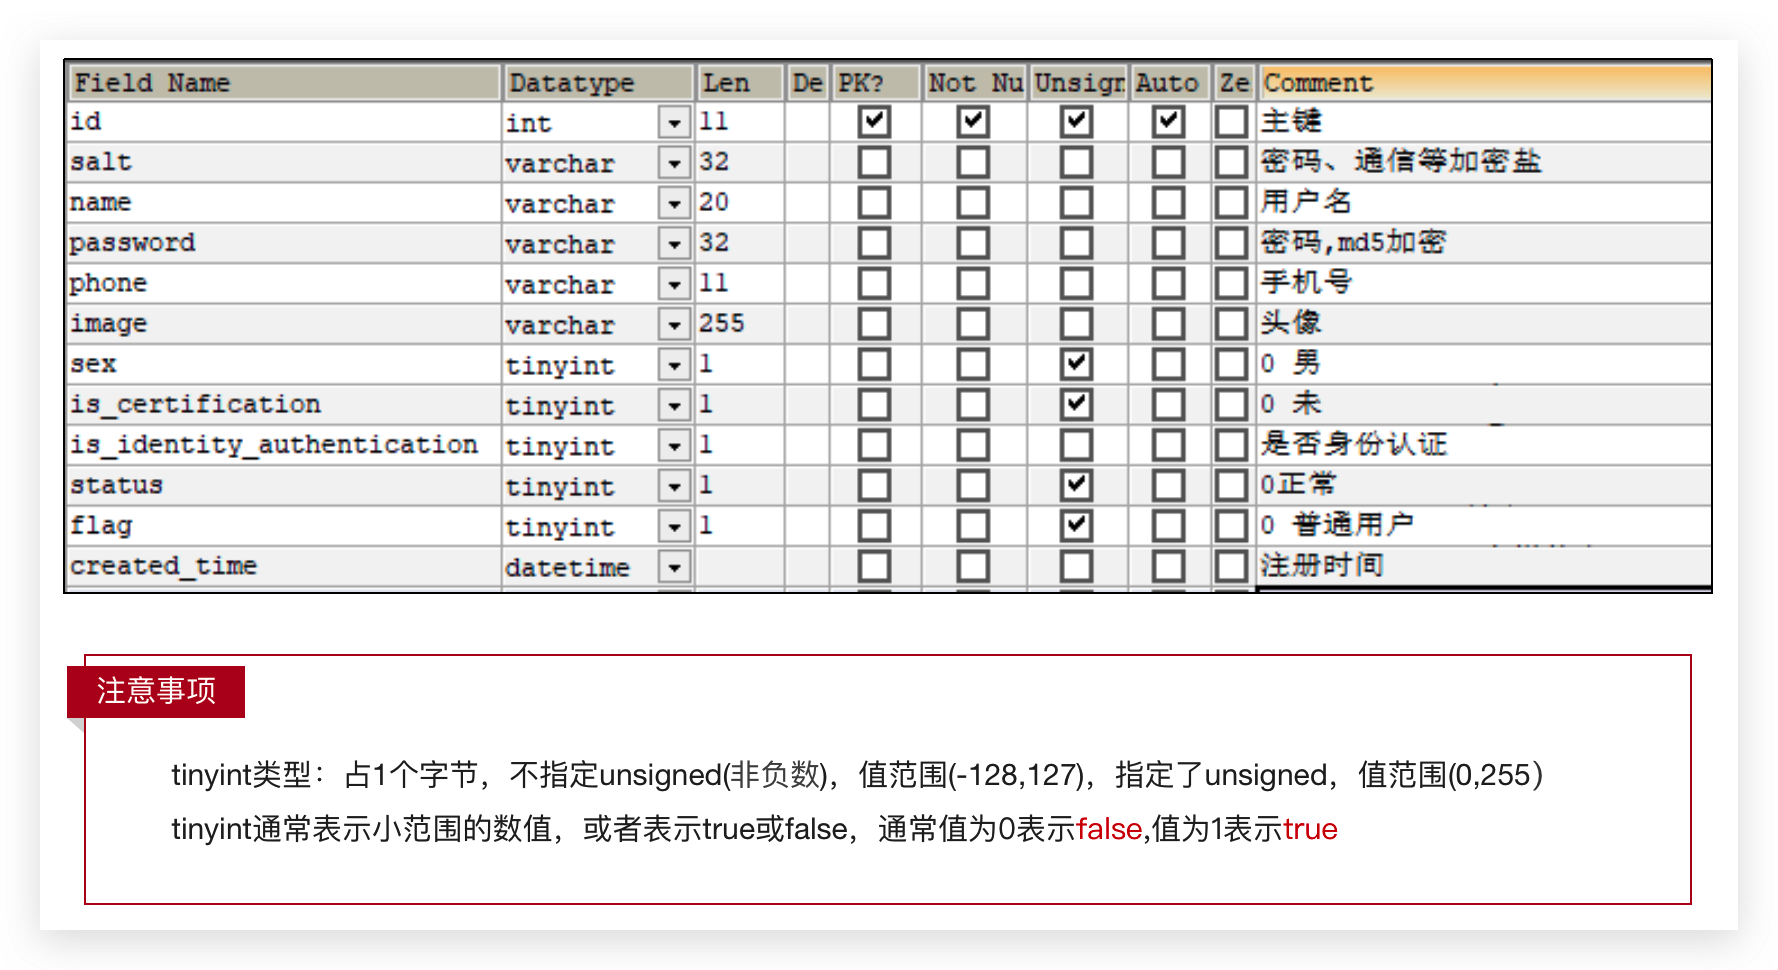 Field Name Datatype Len De PK? Not Nu Unsign Auto Ze Comment
id int 11 主键
salt varchar 32 密码、通信等加密盐
name varchar 20 用户名
password varchar 32 密码,md5加密
phone varchar 11 手机号
image varchar 255 头像
sex tinyint 1 0 男
is_certification tinyint 1 0 未
is_identity_authentication tinyint 1 是否身份认证
status tinyint 1 0正常
flag tinyint 1 0 普通用户
created_time datetime 注册时间
注意事项
tinyint类型：占1个字节，不指定unsigned(非负数)，值范围(-128,127)，指定了unsigned，值范围(0,255）
tinyint通常表示小范围的数值，或者表示true或false，通常值为0表示false,值为1表示true